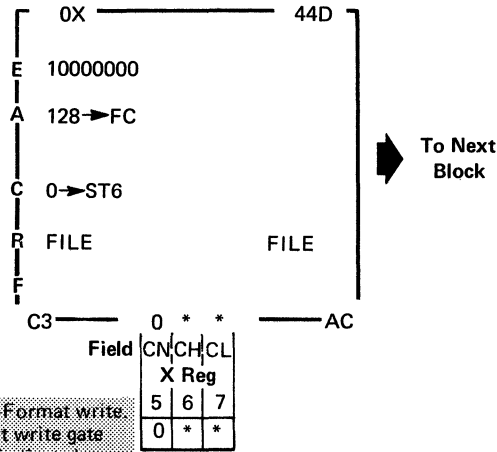 0X 44D
E 10000000
A 128→FC
To Next
Block
C 0→ST6
R FILE FILE
F
C3 0 * * AC
Field CN CH CL
X Reg
5 6 7
0 * *
Format write.
t write gate